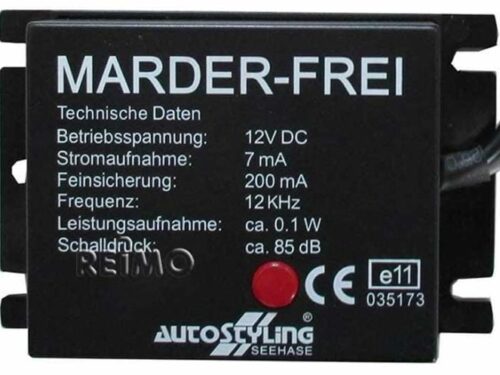 MARDER-FREI
Technische Daten
Betriebsspannung: 12V DC
Stromaufnahme: 7 mA
Feinsicherung: 200 mA
Frequenz: 12 KHz
Leistungsaufnahme: ca. 0.1 W
Schalldruck: ca. 85 dB
REIMO
CE e11
035173
AUTOSTYLING®
SEEHASE